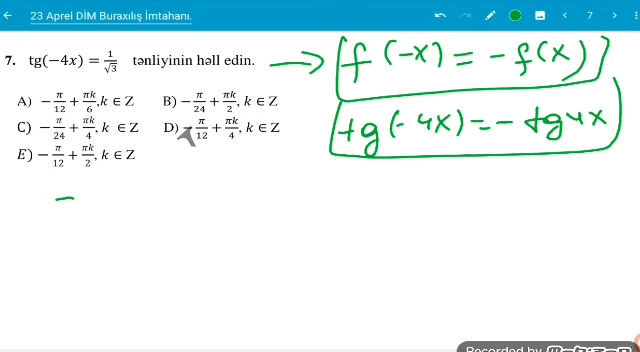 23 Aprel DİM Buraxılış İmtahanı.
7
7. tg(−4x) = 1/√3 tənliyinin həll edin.
f(-x) = - f(x)
tg(-4x) = - tg4x
A) −π/12 + πk/6, k ∈ Z B) −π/24 + πk/2, k ∈ Z
C) −π/24 + πk/4, k ∈ Z D) −π/12 + πk/4, k ∈ Z
E) −π/12 + πk/2, k ∈ Z
−
Recorded by